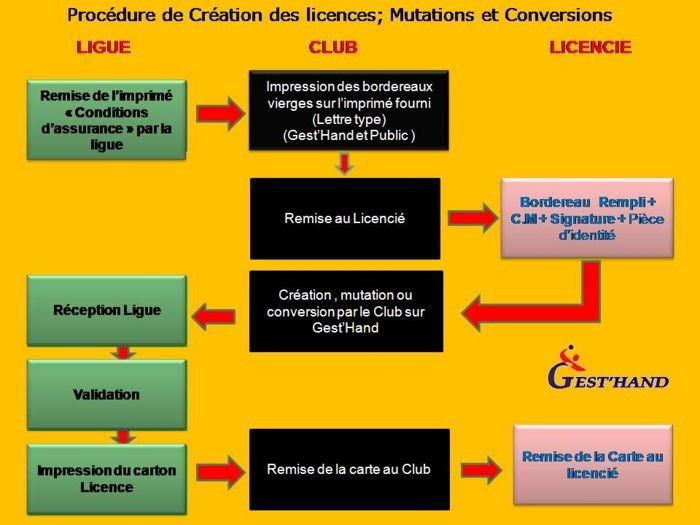 Procédure de Création des licences; Mutations et Conversions
LIGUE
CLUB
LICENCIE
Remise de l'imprimé
« Conditions
d'assurance » par la
ligue
Impression des bordereaux
vierges sur l'imprimé fourni
(Lettre type)
(Gest'Hand et Public )
Remise au Licencié
Bordereau Rempli +
C.M + Signature + Pièce
d'identité
Réception Ligue
Création , mutation ou
conversion par le Club sur
Gest'Hand
GEST'HAND
Validation
Impression du carton
Licence
Remise de la carte au Club
Remise de la Carte au
licencié